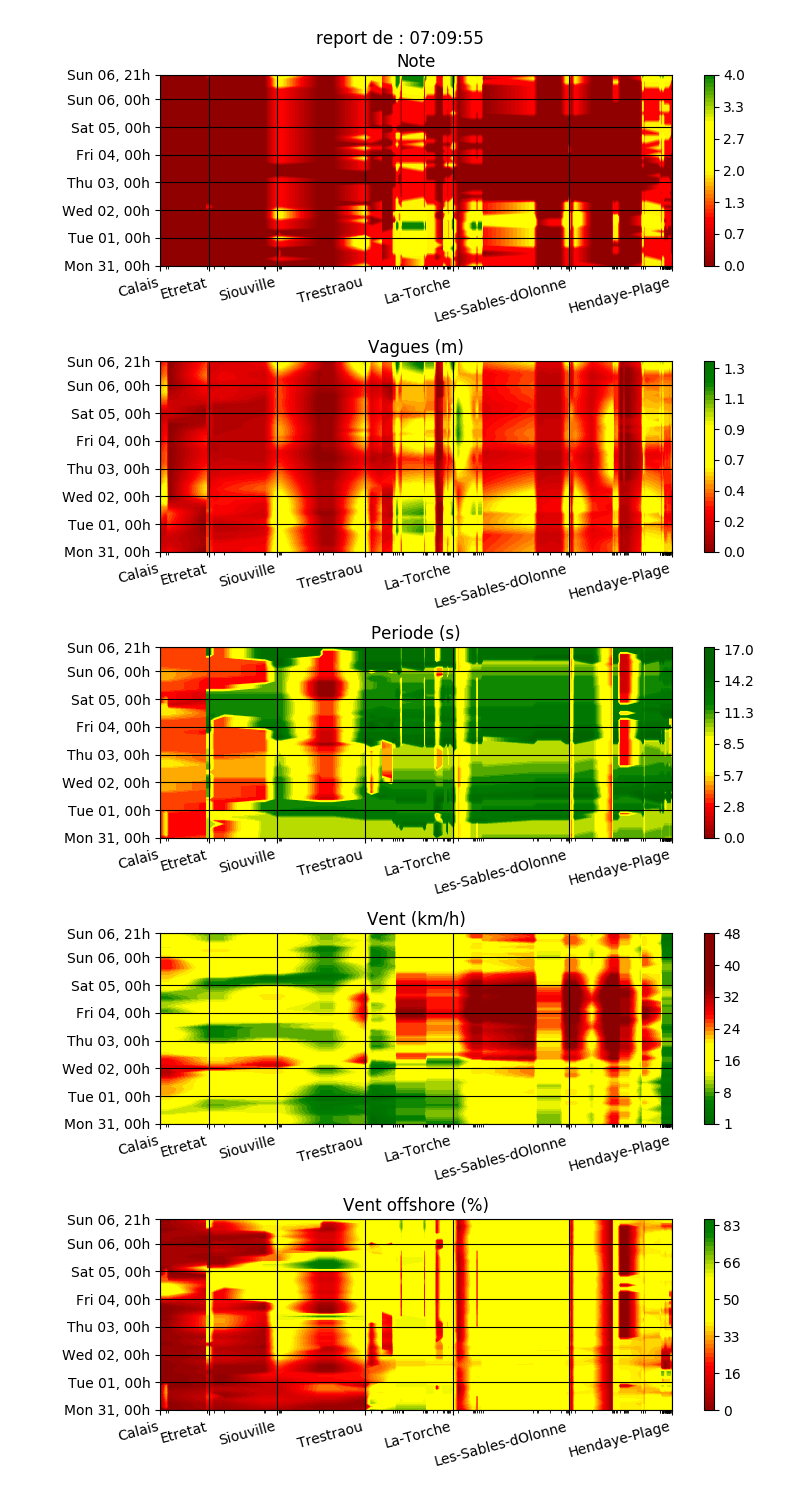 report de : 07:09:55
Note
Sun 06, 21h
Sun 06, 00h
Sat 05, 00h
Fri 04, 00h
Thu 03, 00h
Wed 02, 00h
Tue 01, 00h
Mon 31, 00h
Calais Etretat Siouville Trestraou La-Torche Les-Sables-dOlonne Hendaye-Plage
4.0
3.3
2.7
2.0
1.3
0.7
0.0
Vagues (m)
Sun 06, 21h
Sun 06, 00h
Sat 05, 00h
Fri 04, 00h
Thu 03, 00h
Wed 02, 00h
Tue 01, 00h
Mon 31, 00h
Calais Etretat Siouville Trestraou La-Torche Les-Sables-dOlonne Hendaye-Plage
1.3
1.1
0.9
0.7
0.4
0.2
0.0
Periode (s)
Sun 06, 21h
Sun 06, 00h
Sat 05, 00h
Fri 04, 00h
Thu 03, 00h
Wed 02, 00h
Tue 01, 00h
Mon 31, 00h
Calais Etretat Siouville Trestraou La-Torche Les-Sables-dOlonne Hendaye-Plage
17.0
14.2
11.3
8.5
5.7
2.8
0.0
Vent (km/h)
Sun 06, 21h
Sun 06, 00h
Sat 05, 00h
Fri 04, 00h
Thu 03, 00h
Wed 02, 00h
Tue 01, 00h
Mon 31, 00h
Calais Etretat Siouville Trestraou La-Torche Les-Sables-dOlonne Hendaye-Plage
48
40
32
24
16
8
1
Vent offshore (%)
Sun 06, 21h
Sun 06, 00h
Sat 05, 00h
Fri 04, 00h
Thu 03, 00h
Wed 02, 00h
Tue 01, 00h
Mon 31, 00h
Calais Etretat Siouville Trestraou La-Torche Les-Sables-dOlonne Hendaye-Plage
83
66
50
33
16
0